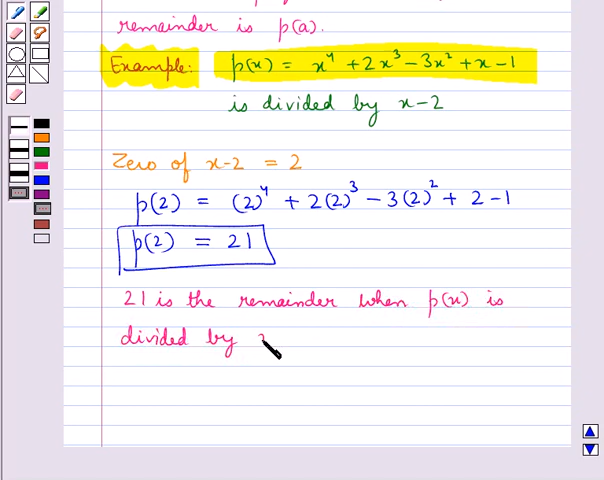 remainder is p(a).
Example: p(x) = x⁴ + 2x³ - 3x² + x - 1
is divided by x-2
Zero of x-2 = 2
p(2) = (2)⁴ + 2(2)³ - 3(2)² + 2 - 1
p(2) = 21
21 is the remainder when p(x) is
divided by